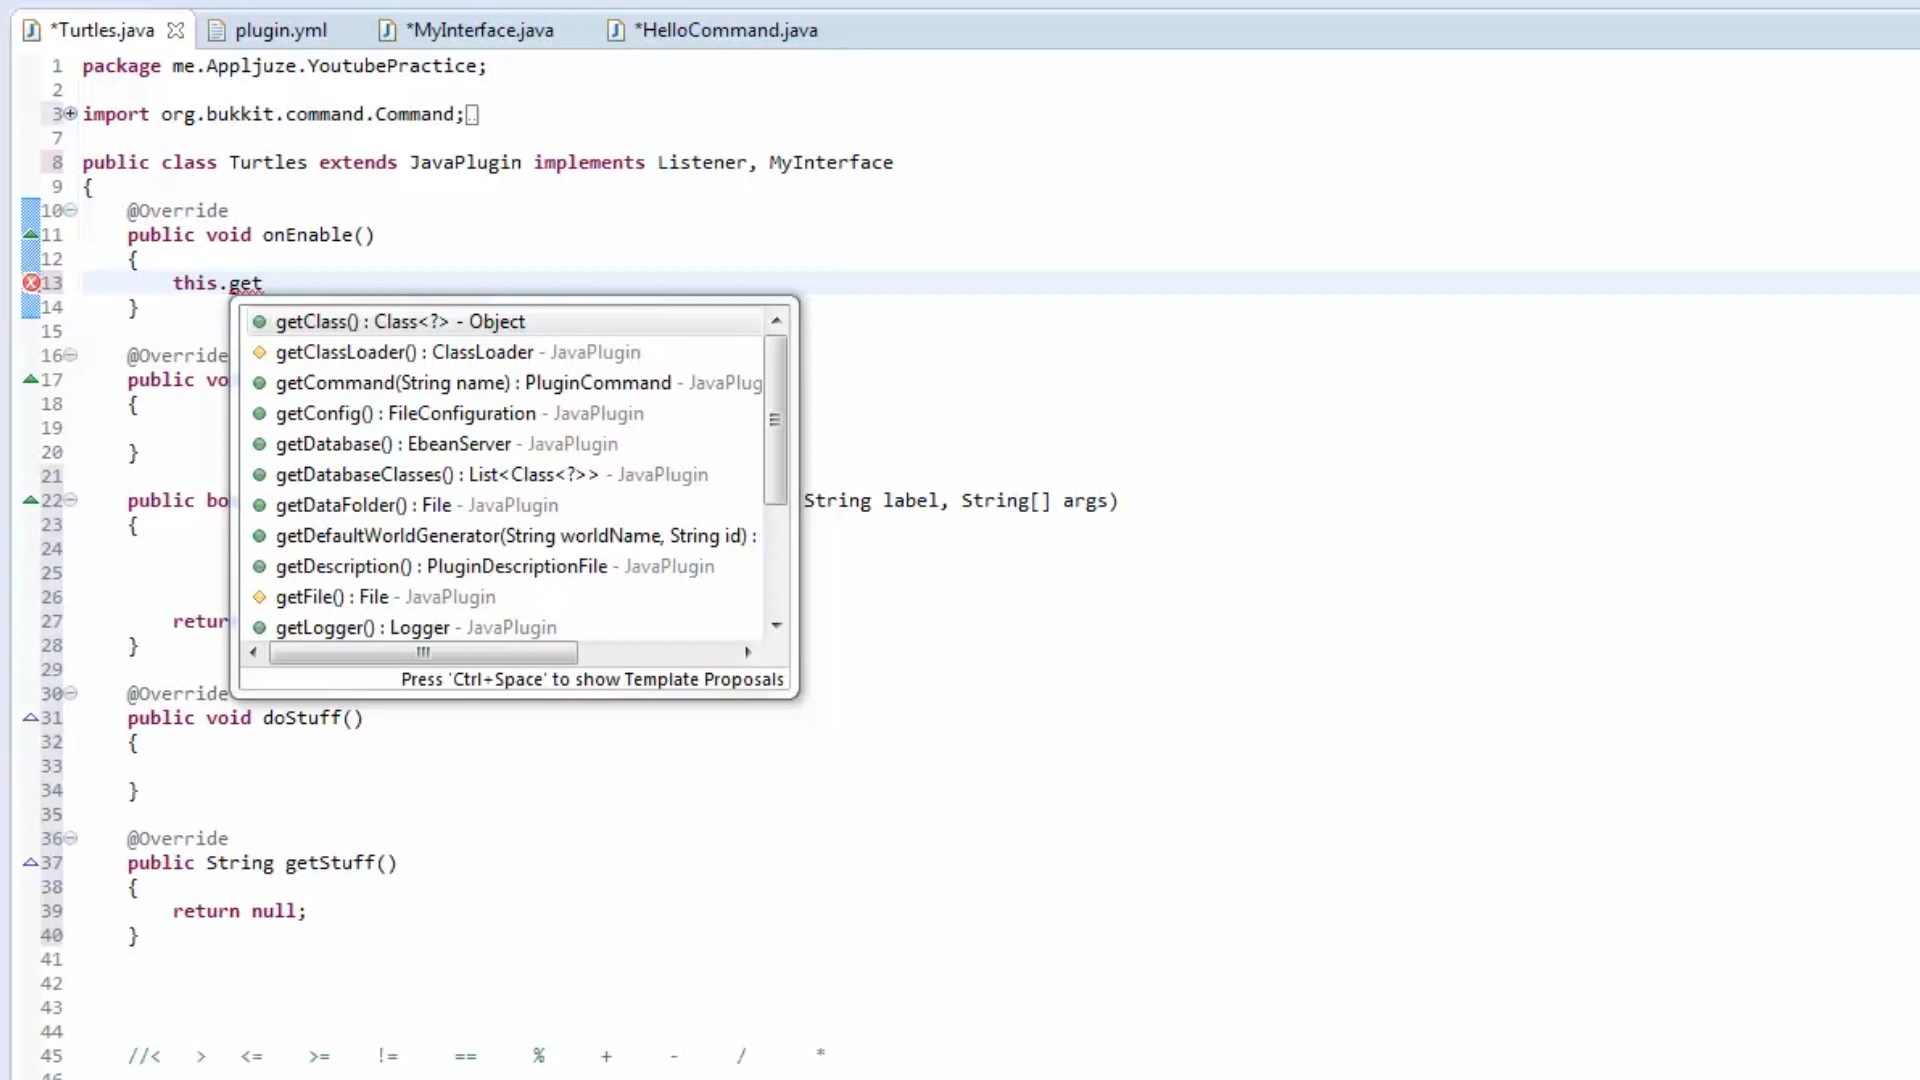 *Turtles.java plugin.yml *MyInterface.java *HelloCommand.java
1 package me.Appljuze.YoutubePractice;
2
3 import org.bukkit.command.Command;
7
8 public class Turtles extends JavaPlugin implements Listener, MyInterface
9 {
10 @Override
11 public void onEnable()
12 {
13 this.get
14 }
15
16 @Override
17 public vo
18 {
19
20 }
21
22 public bo String label, String[] args)
23 {
24
25
26
27 retur
28 }
29
30 @Override
31 public void doStuff()
32 {
33
34 }
35
36 @Override
37 public String getStuff()
38 {
39 return null;
40 }
41
42
43
44
45 //< > <= >= != == % + - / *
46
getClass() : Class<?> - Object
getClassLoader() : ClassLoader - JavaPlugin
getCommand(String name) : PluginCommand - JavaPlug
getConfig() : FileConfiguration - JavaPlugin
getDatabase() : EbeanServer - JavaPlugin
getDatabaseClasses() : List<Class<?>> - JavaPlugin
getDataFolder() : File - JavaPlugin
getDefaultWorldGenerator(String worldName, String id) :
getDescription() : PluginDescriptionFile - JavaPlugin
getFile() : File - JavaPlugin
getLogger() : Logger - JavaPlugin
Press 'Ctrl+Space' to show Template Proposals